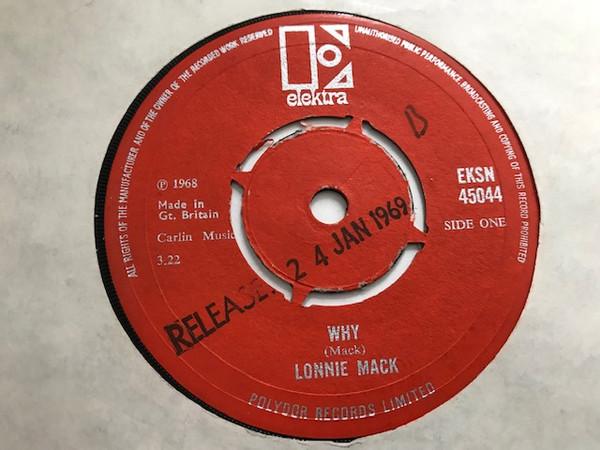 ALL RIGHTS OF THE MANUFACTURER AND OF THE OWNER OF THE RECORDED WORK RESERVED
UNAUTHORISED PUBLIC PERFORMANCE, BROADCASTING AND COPYING OF THIS RECORD PROHIBITED
elektra
B
℗ 1968
Made in
Gt. Britain
Carlin Music
3.22
EKSN
45044
SIDE ONE
RELEASE: 24 JAN 1969
WHY
(Mack)
LONNIE MACK
POLYDOR RECORDS LIMITED